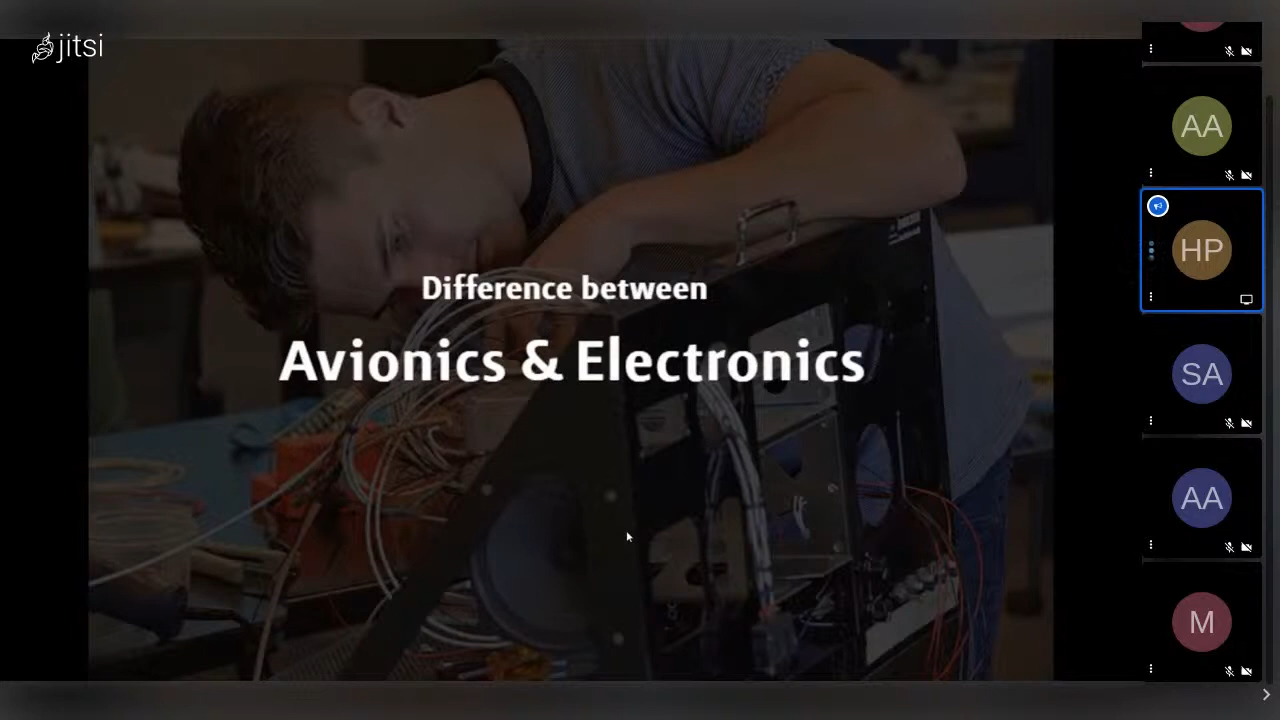 jitsi
Difference between
Avionics & Electronics
AA
HP
SA
AA
M